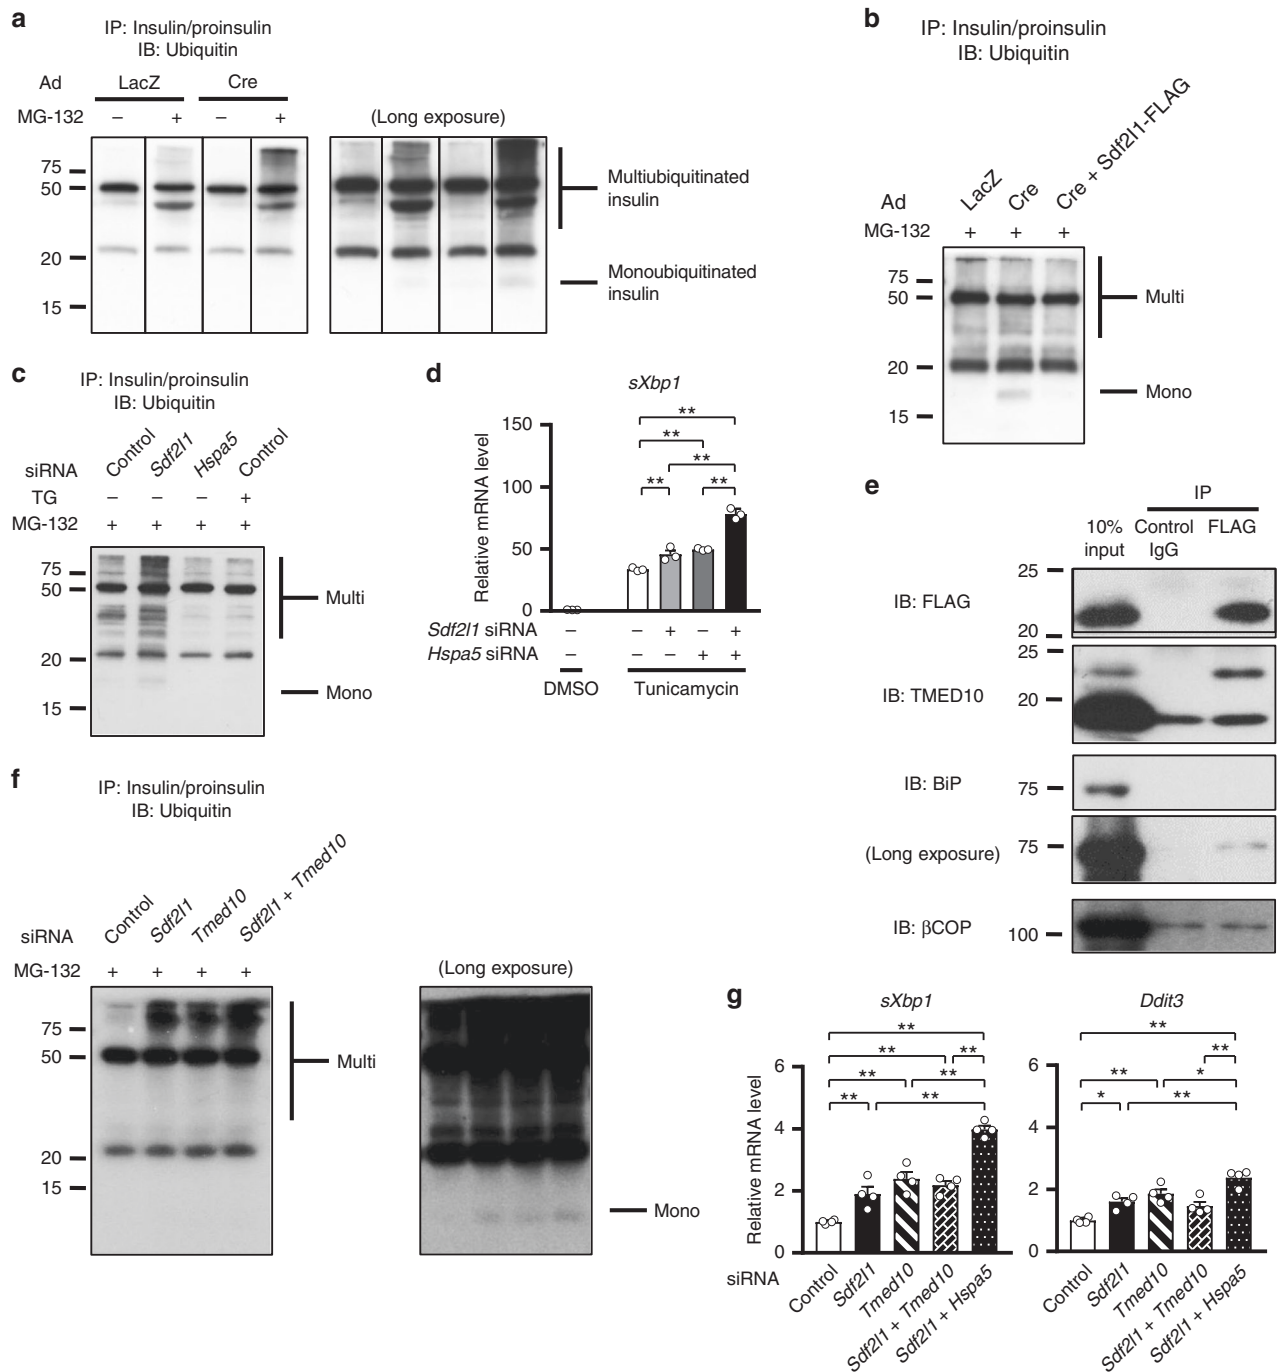 a
IP: Insulin/proinsulin
IB: Ubiquitin
Ad LacZ Cre
MG-132 – + – + (Long exposure)
75
50
20
15
Multiubiquitinated
insulin
Monoubiquitinated
insulin
b
IP: Insulin/proinsulin
IB: Ubiquitin
Ad LacZ Cre Cre + Sdf2l1-FLAG
MG-132 + + +
75
50
20
15
Multi
Mono
c
IP: Insulin/proinsulin
IB: Ubiquitin
siRNA Control Sdf2l1 Hspa5 Control
TG – – – +
MG-132 + + + +
75
50
20
15
Multi
Mono
d
sXbp1
Relative mRNA level
150
100
50
0
** 
**
**
** **
Sdf2l1 siRNA – – + – +
Hspa5 siRNA – – – + +
DMSO Tunicamycin
e
IP
10% input Control IgG FLAG
IB: FLAG
25
20
IB: TMED10
25
20
IB: BiP
75
(Long exposure)
75
IB: βCOP
100
f
IP: Insulin/proinsulin
IB: Ubiquitin
siRNA Control Sdf2l1 Tmed10 Sdf2l1 + Tmed10
MG-132 + + + +
(Long exposure)
75
50
20
15
Multi
Mono
g
sXbp1
Relative mRNA level
6
4
2
0
**
** **
** **
** **
siRNA Control Sdf2l1 Tmed10 Sdf2l1 + Tmed10 Sdf2l1 + Hspa5
Ddit3
6
4
2
0
**
**
** *
* **
Control Sdf2l1 Tmed10 Sdf2l1 + Tmed10 Sdf2l1 + Hspa5